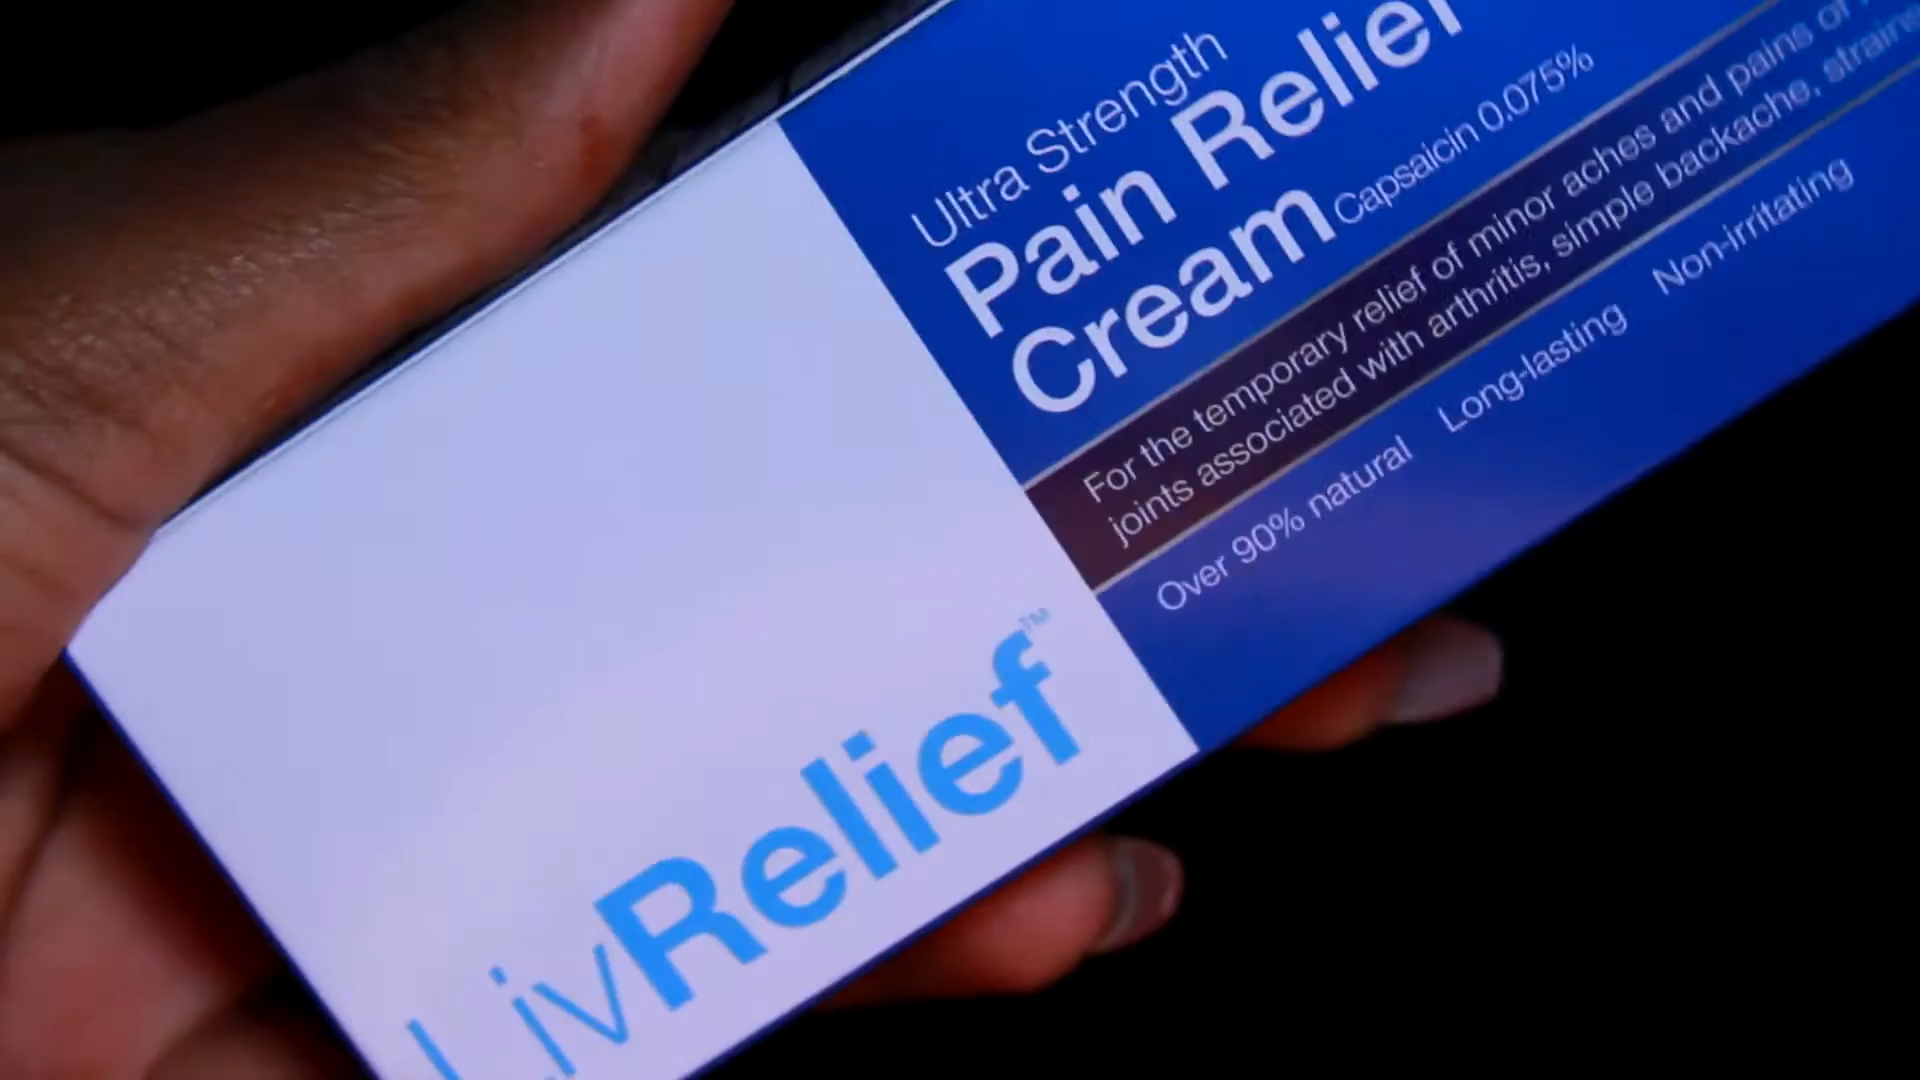 Ultra Strength
Pain Relief
Cream Capsaicin 0.075%
For the temporary relief of minor aches and pains of
joints associated with arthritis, simple backache, strains
Over 90% natural Long-lasting Non-irritating
LivRelief™